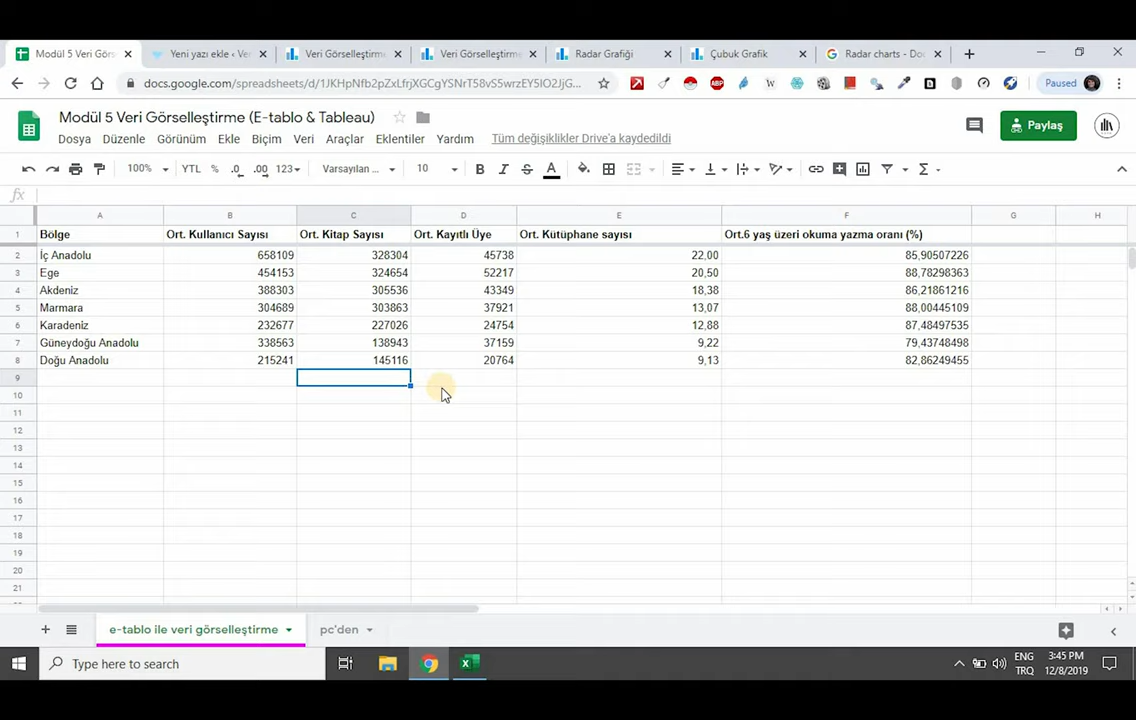 Modül 5 Veri Görs
Yeni yazı ekle ‹ Ver
Veri Görselleştirm
Veri Görselleştirme
Radar Grafiği
Çubuk Grafik
Radar charts - Doc
docs.google.com/spreadsheets/d/1JKHpNfb2pZxLfrjXGCgYSNrT58vS5wrzEY5IO2JjG...
Paused
Modül 5 Veri Görselleştirme (E-tablo & Tableau)
Dosya Düzenle Görünüm Ekle Biçim Veri Araçlar Eklentiler Yardım Tüm değişiklikler Drive'a kaydedildi
Paylaş
100% YTL % .0 .00 123 Varsayılan ... 10 B I S A Σ
fx
A B C D E F G H
1 Bölge Ort. Kullanıcı Sayısı Ort. Kitap Sayısı Ort. Kayıtlı Üye Ort. Kütüphane sayısı Ort.6 yaş üzeri okuma yazma oranı (%)
2 İç Anadolu 658109 328304 45738 22,00 85,90507226
3 Ege 454153 324654 52217 20,50 88,78298363
4 Akdeniz 388303 305536 43349 18,38 86,21861216
5 Marmara 304689 303863 37921 13,07 88,00445109
6 Karadeniz 232677 227026 24754 12,88 87,48497535
7 Güneydoğu Anadolu 338563 138943 37159 9,22 79,43748498
8 Doğu Anadolu 215241 145116 20764 9,13 82,86249455
9
10
11
12
13
14
15
16
17
18
19
20
21
e-tablo ile veri görselleştirme pc'den
Type here to search
ENG 3:45 PM
TRQ 12/8/2019